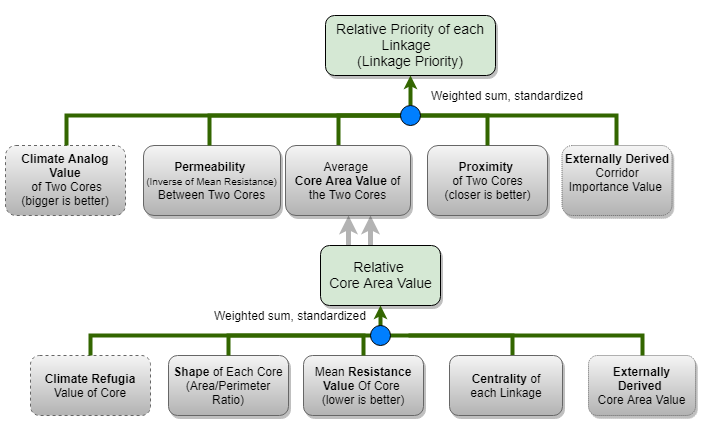 Relative Priority of each
Linkage
(Linkage Priority)
Weighted sum, standardized
Climate Analog
Value
of Two Cores
(bigger is better)
Permeability
(Inverse of Mean Resistance)
Between Two Cores
Average
Core Area Value of
the Two Cores
Proximity
of Two Cores
(closer is better)
Externally Derived
Corridor
Importance Value
Relative
Core Area Value
Weighted sum, standardized
Climate Refugia
Value of Core
Shape of Each Core
(Area/Perimeter
Ratio)
Mean Resistance
Value Of Core
(lower is better)
Centrality of
each Linkage
Externally
Derived
Core Area Value